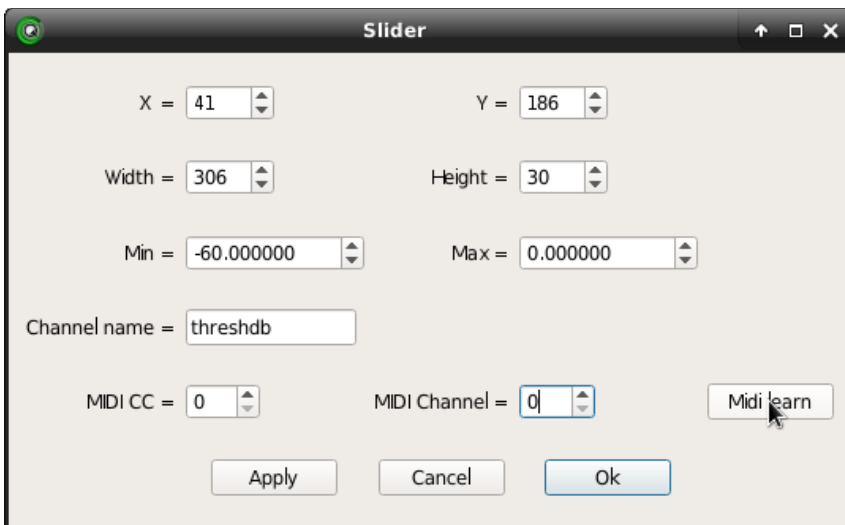 Slider
X = 41 Y = 186
Width = 306 Height = 30
Min = -60.000000 Max = 0.000000
Channel name = threshdb
MIDI CC = 0 MIDI Channel = 0 Midi learn
Apply Cancel Ok